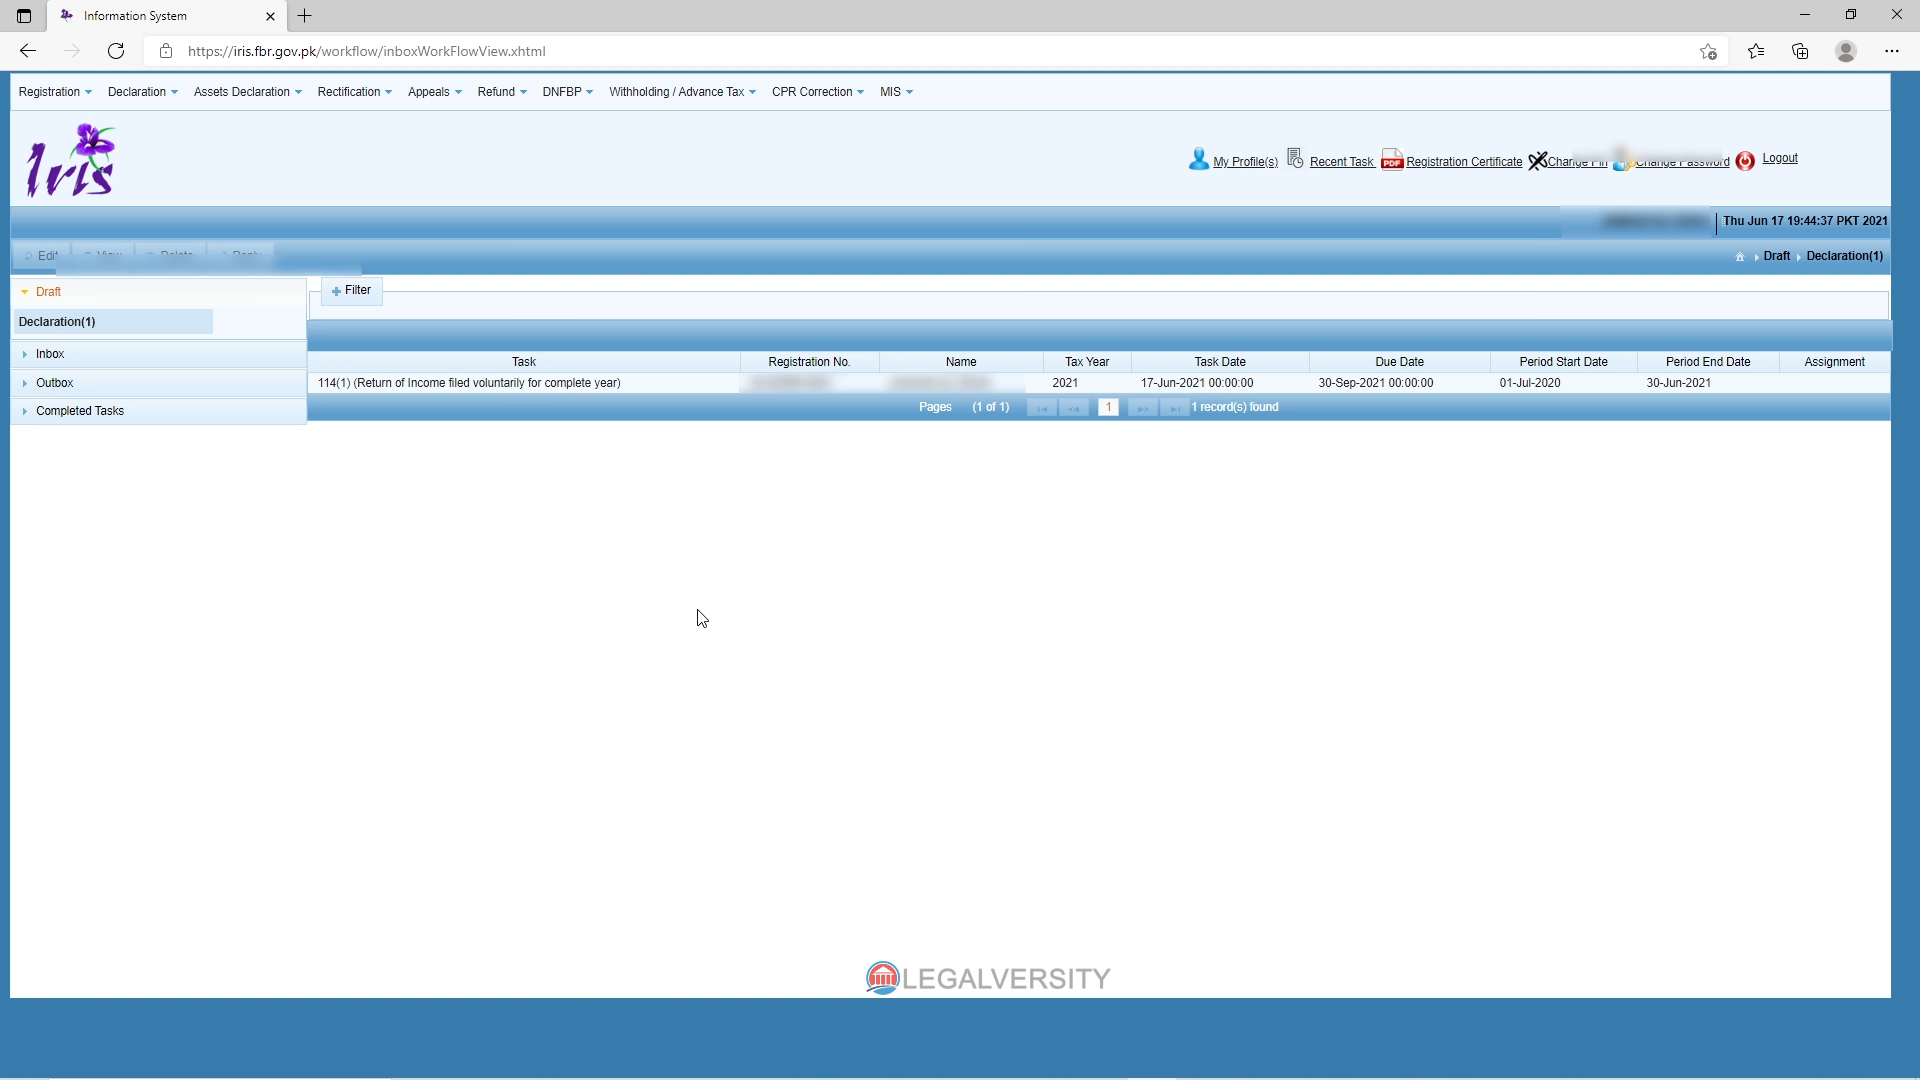 Information System
https://iris.fbr.gov.pk/workflow/inboxWorkFlowView.xhtml
Registration Declaration Assets Declaration Rectification Appeals Refund DNFBP Withholding / Advance Tax CPR Correction MIS
Iris
My Profile(s) Recent Task PDF Registration Certificate Change Pin Change Password Logout
Thu Jun 17 19:44:37 PKT 2021
Edit View Delete Reply
Draft Declaration(1)
Draft
Filter
Declaration(1)
Inbox
Outbox
Completed Tasks
Task Registration No. Name Tax Year Task Date Due Date Period Start Date Period End Date Assignment
114(1) (Return of Income filed voluntarily for complete year) 2021 17-Jun-2021 00:00:00 30-Sep-2021 00:00:00 01-Jul-2020 30-Jun-2021
Pages (1 of 1) 1 1 record(s) found
LEGALVERSITY